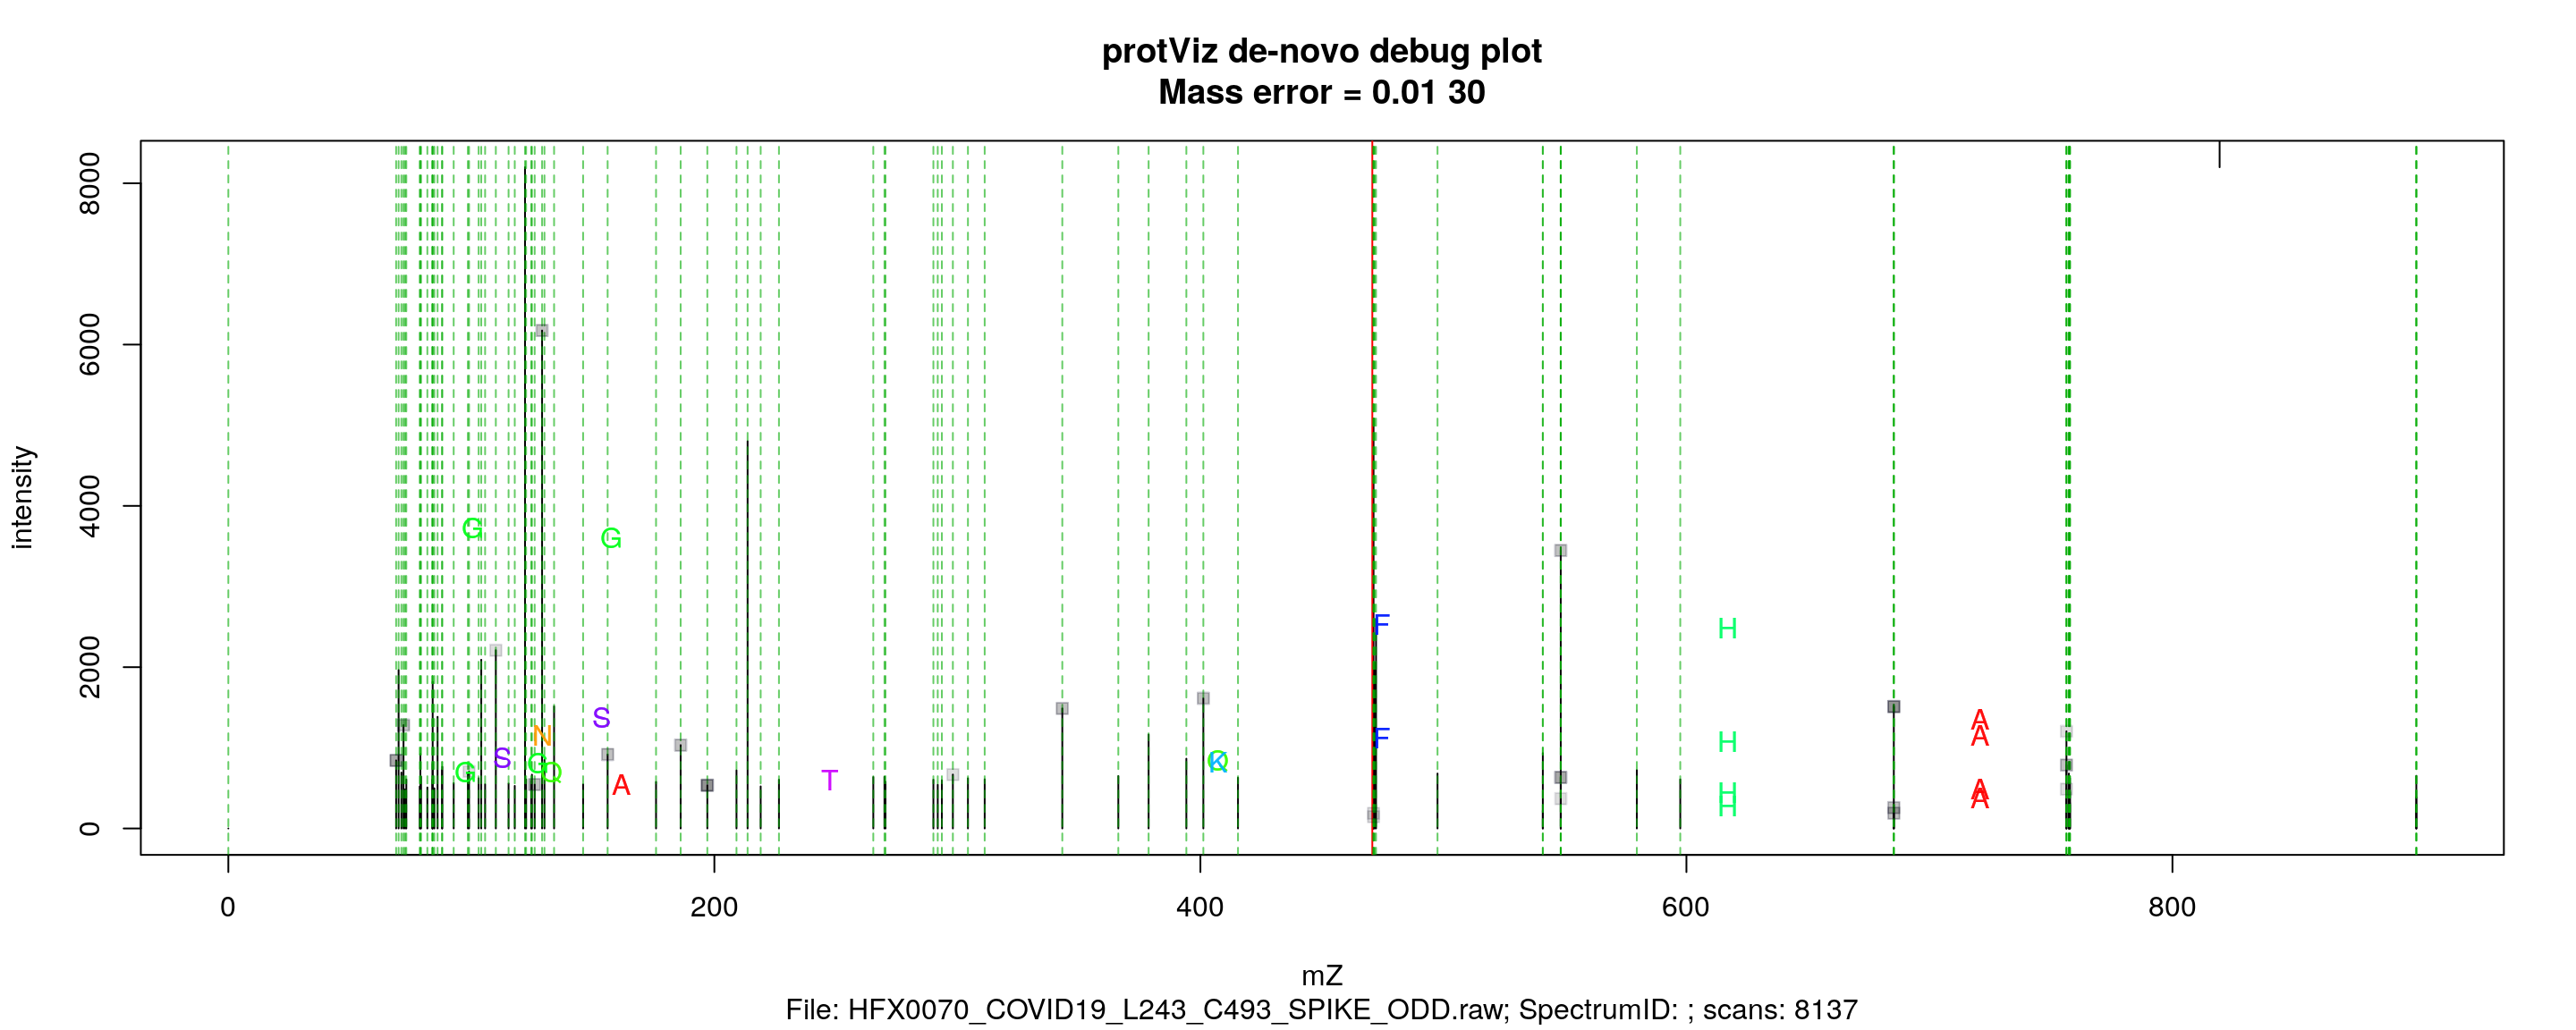 protViz de-novo debug plot
Mass error = 0.01 30
intensity
8000
6000
4000
2000
0
G
G
F
H
S
N
F
H
A
A
G
S
G
Q
A
T
K
Q
H
H
A
A
0 200 400 600 800
mZ
File: HFX0070_COVID19_L243_C493_SPIKE_ODD.raw; SpectrumID: ; scans: 8137